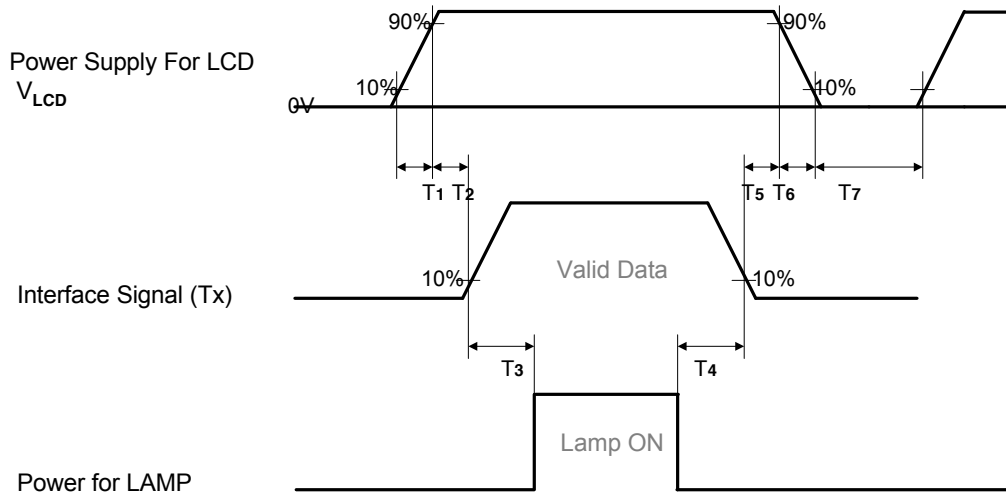 90%
90%
Power Supply For LCD
VLCD
10%
10%
0V
T1 T2
T5 T6 T7
Valid Data
10%
10%
Interface Signal (Tx)
T3
T4
Lamp ON
Power for LAMP